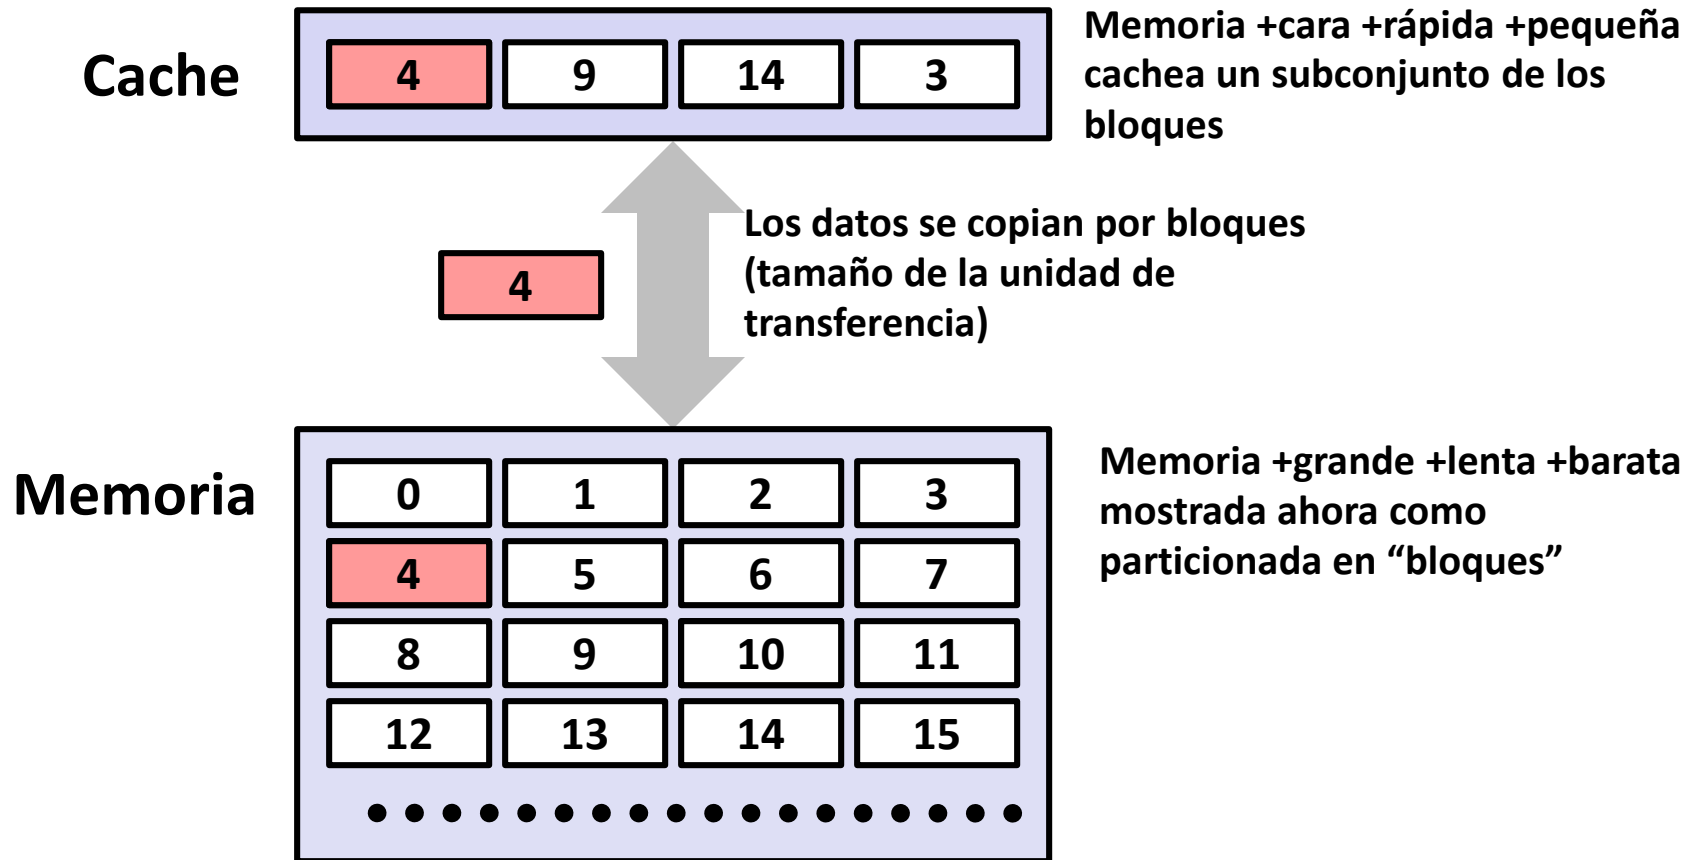 Cache
4 9 14 3
Memoria +cara +rápida +pequeña
cachea un subconjunto de los
bloques
4
Los datos se copian por bloques
(tamaño de la unidad de
transferencia)
Memoria
0 1 2 3
4 5 6 7
8 9 10 11
12 13 14 15
Memoria +grande +lenta +barata
mostrada ahora como
particionada en “bloques”